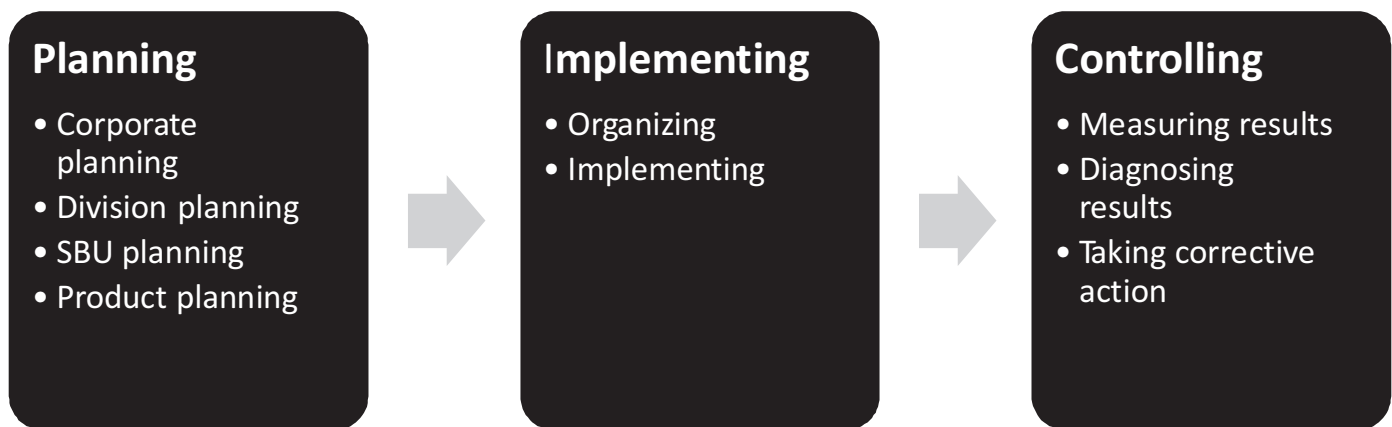 Planning
• Corporate
planning
• Division planning
• SBU planning
• Product planning
Implementing
• Organizing
• Implementing
Controlling
• Measuring results
• Diagnosing
results
• Taking corrective
action